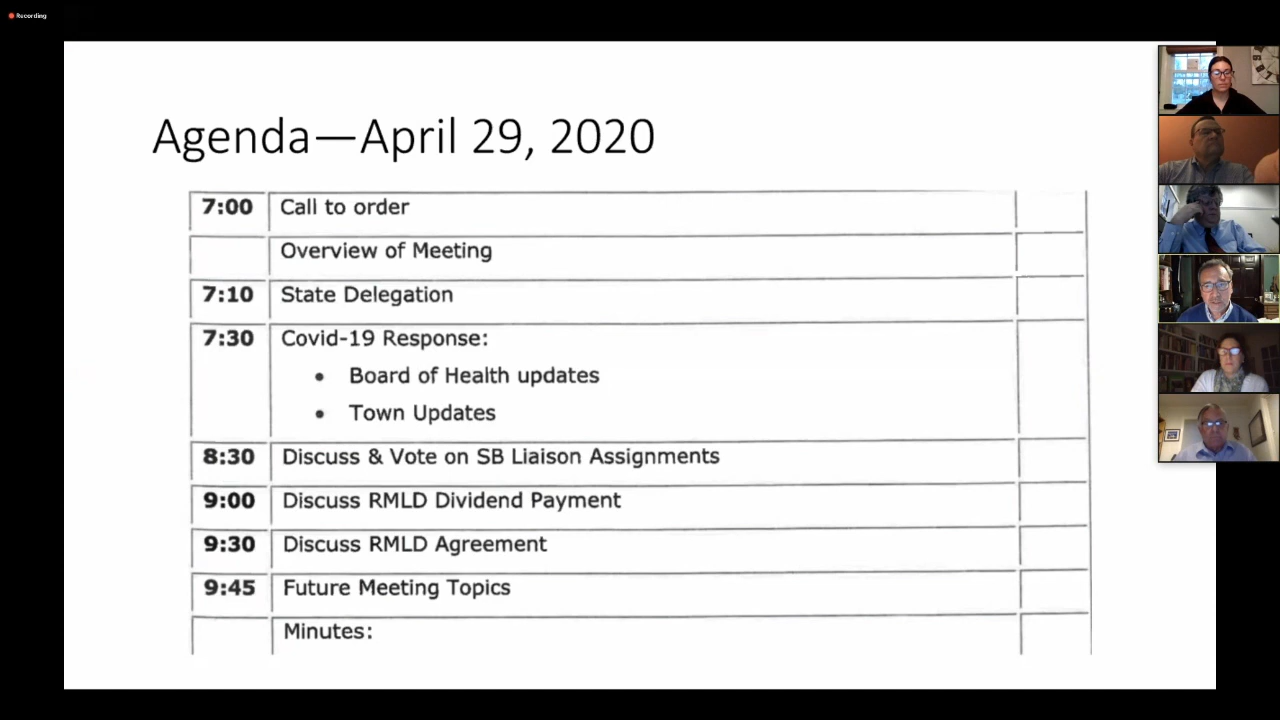 Recording
Agenda—April 29, 2020
7:00 Call to order
Overview of Meeting
7:10 State Delegation
7:30 Covid-19 Response:
• Board of Health updates
• Town Updates
8:30 Discuss & Vote on SB Liaison Assignments
9:00 Discuss RMLD Dividend Payment
9:30 Discuss RMLD Agreement
9:45 Future Meeting Topics
Minutes: